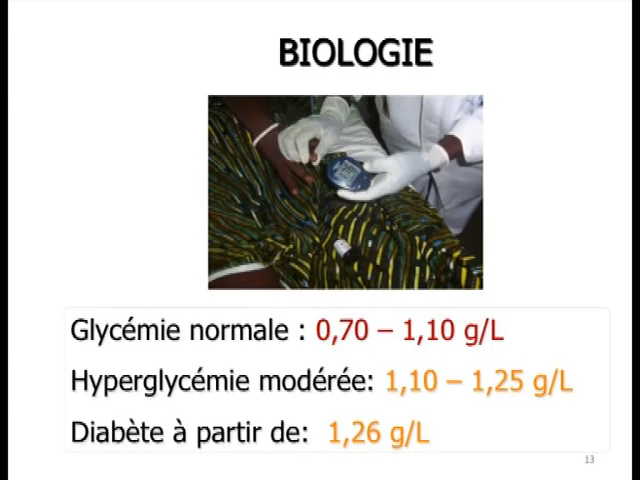 BIOLOGIE
Glycémie normale : 0,70 – 1,10 g/L
Hyperglycémie modérée: 1,10 – 1,25 g/L
Diabète à partir de: 1,26 g/L
13